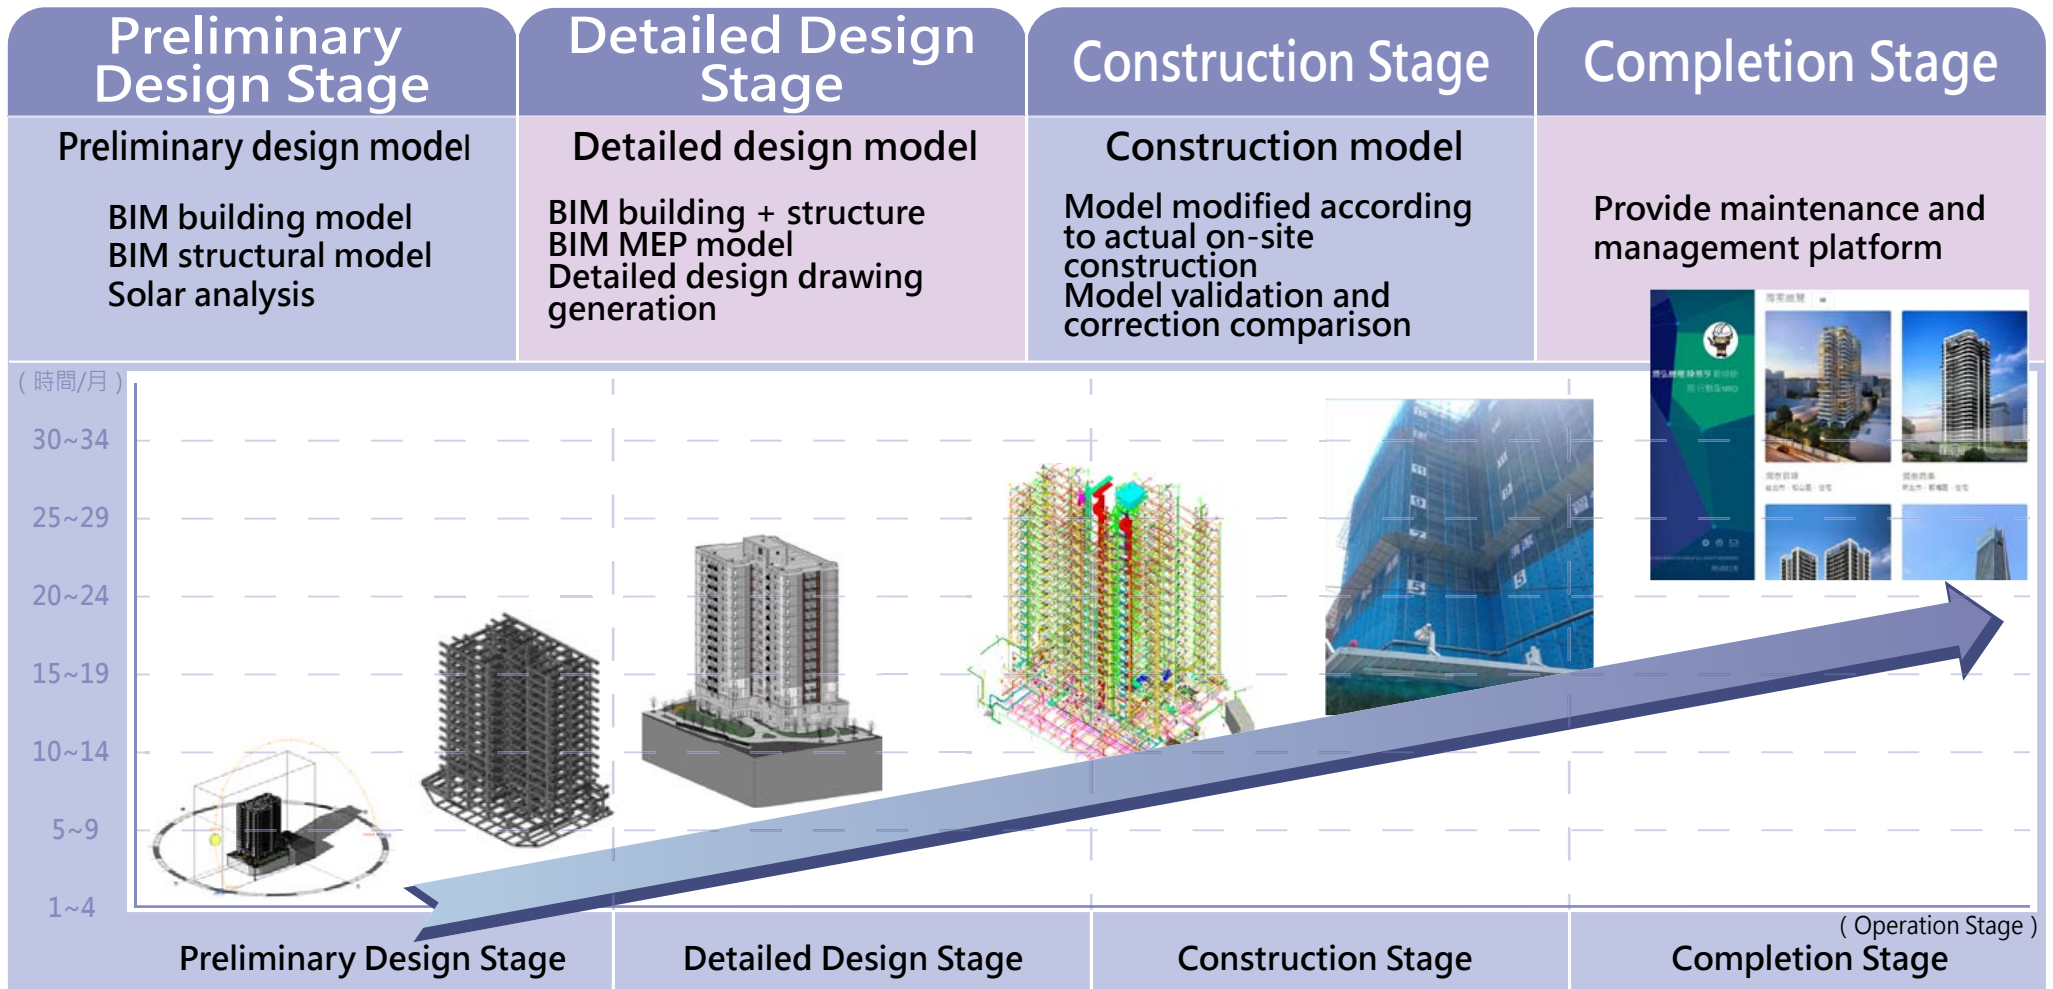 Preliminary
Design Stage
Detailed Design
Stage
Construction Stage
Completion Stage
Preliminary design model
BIM building model
BIM structural model
Solar analysis
Detailed design model
BIM building + structure
BIM MEP model
Detailed design drawing
generation
Construction model
Model modified according
to actual on-site
construction
Model validation and
correction comparison
Provide maintenance and
management platform
( 時間/月 )
30~34
25~29
20~24
15~19
10~14
5~9
1~4
9
7
5
5
( Operation Stage )
Preliminary Design Stage
Detailed Design Stage
Construction Stage
Completion Stage